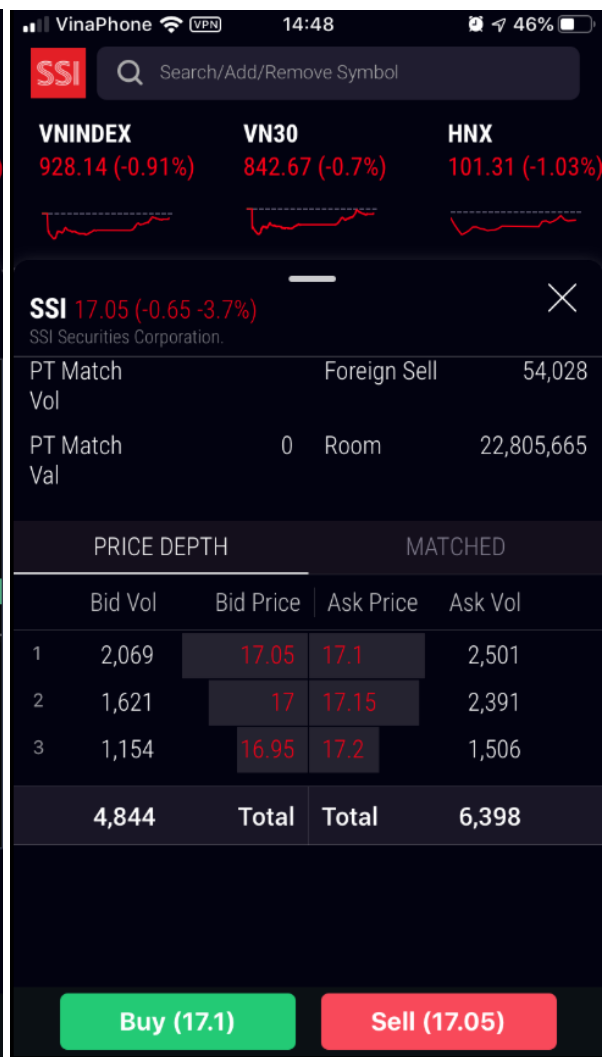 VinaPhone VPN 14:48 46%
SSI Search/Add/Remove Symbol
VNINDEX VN30 HNX
928.14 (-0.91%) 842.67 (-0.7%) 101.31 (-1.03%)
SSI 17.05 (-0.65 -3.7%)
SSI Securities Corporation.
PT Match Foreign Sell 54,028
Vol
PT Match 0 Room 22,805,665
Val
PRICE DEPTH MATCHED
Bid Vol Bid Price Ask Price Ask Vol
1 2,069 17.05 17.1 2,501
2 1,621 17 17.15 2,391
3 1,154 16.95 17.2 1,506
4,844 Total Total 6,398
Buy (17.1) Sell (17.05)